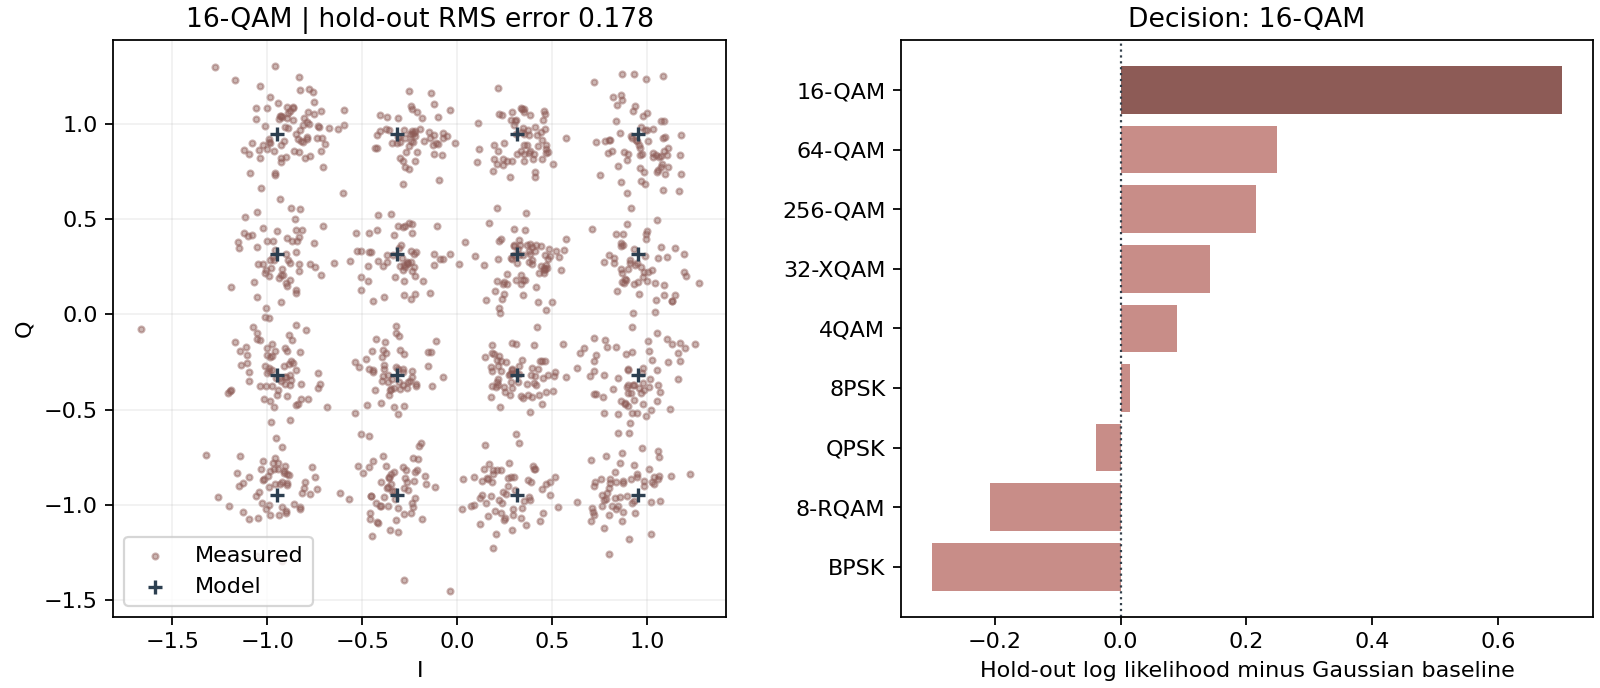 16-QAM | hold-out RMS error 0.178
1.0
0.5
0.0
−0.5
−1.0
−1.5
Q
Measured
Model
−1.5
−1.0
−0.5
0.0
0.5
1.0
I
Decision: 16-QAM
16-QAM
64-QAM
256-QAM
32-XQAM
4QAM
8PSK
QPSK
8-RQAM
BPSK
−0.2
0.0
0.2
0.4
0.6
Hold-out log likelihood minus Gaussian baseline